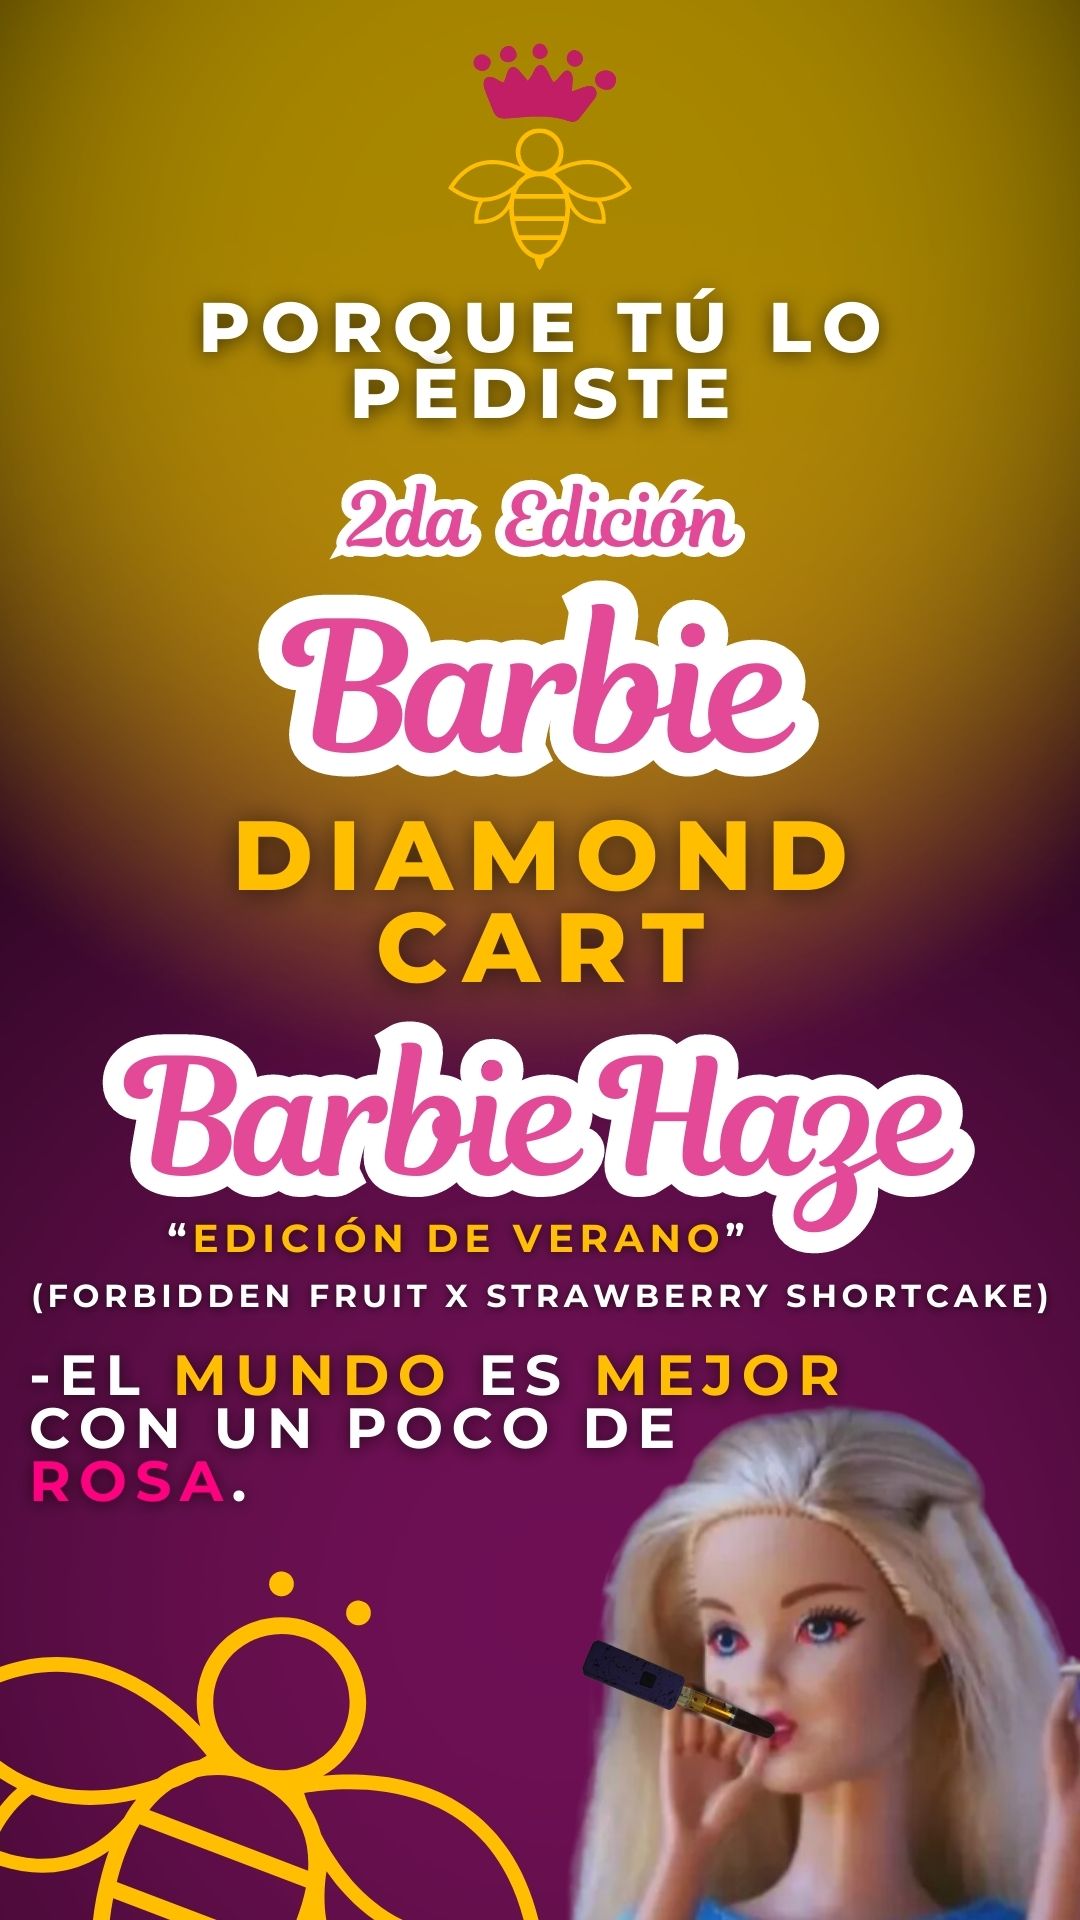 PORQUE TÚ LO
PEDISTE
2da Edición
Barbie
DIAMOND
CART
Barbie Haze
“EDICIÓN DE VERANO”
(FORBIDDEN FRUIT X STRAWBERRY SHORTCAKE)
-EL MUNDO ES MEJOR
CON UN POCO DE
ROSA.